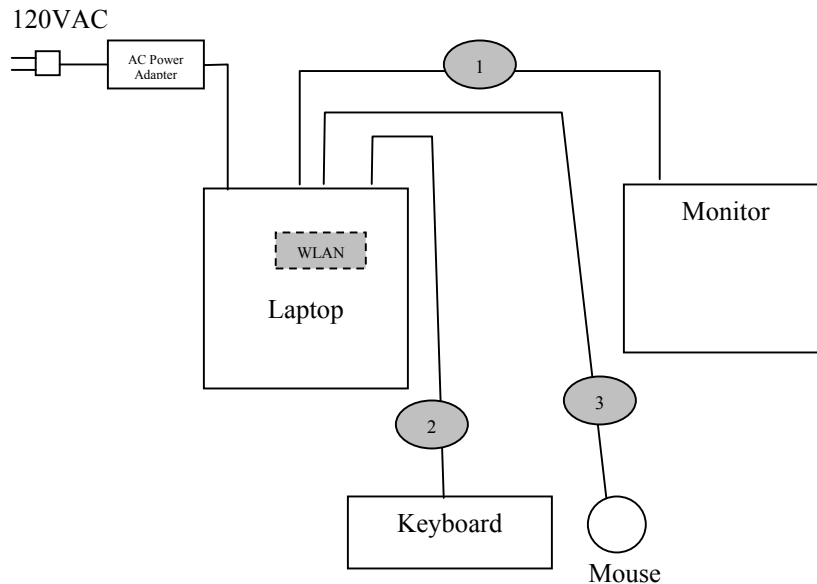 120VAC
AC Power
Adapter
1
WLAN
Laptop
Monitor
2
3
Keyboard
Mouse